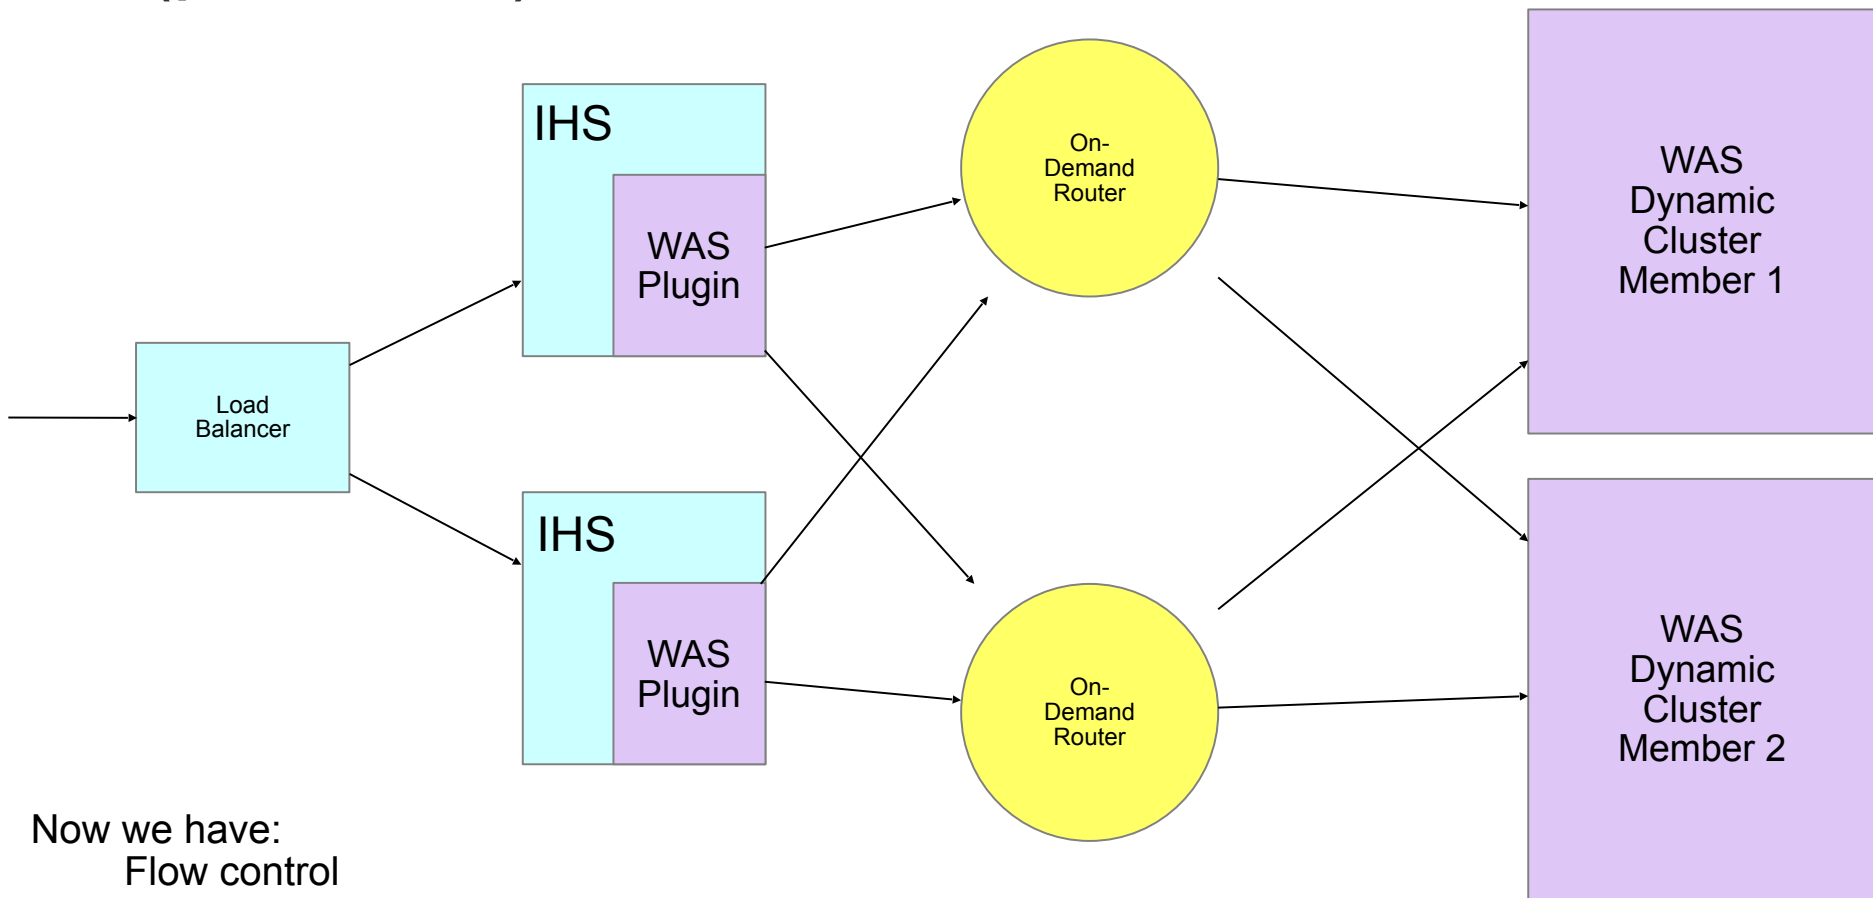 IHS
WAS
Plugin
On-
Demand
Router
WAS
Dynamic
Cluster
Member 1
Load
Balancer
IHS
WAS
Plugin
On-
Demand
Router
WAS
Dynamic
Cluster
Member 2
Now we have:
Flow control